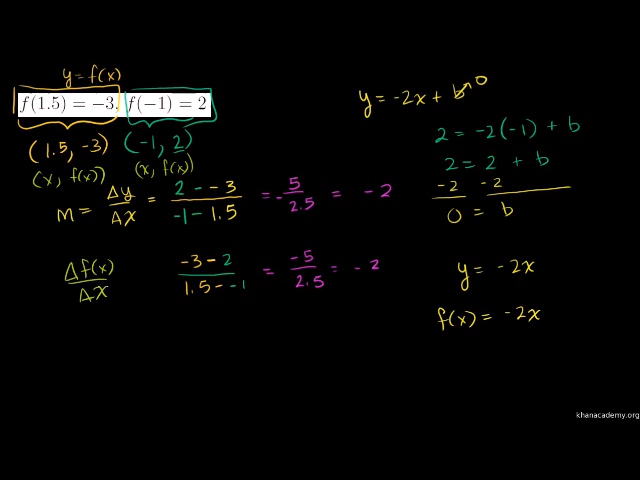 y = f(x)
f(1.5) = −3, f(−1) = 2
(1.5, -3) (-1, 2)
(x, f(x)) (x, f(x))
m = Δy/Δx = (2 - -3)/(-1 - 1.5) = 5/-2.5 = -2
Δf(x)/ΔX (-3 - 2)/(1.5 - -1) = -5/2.5 = -2
y = -2x + b 0
2 = -2(-1) + b
2 = 2 + b
-2 -2
0 = b
y = -2x
f(x) = -2x
khanacademy.org